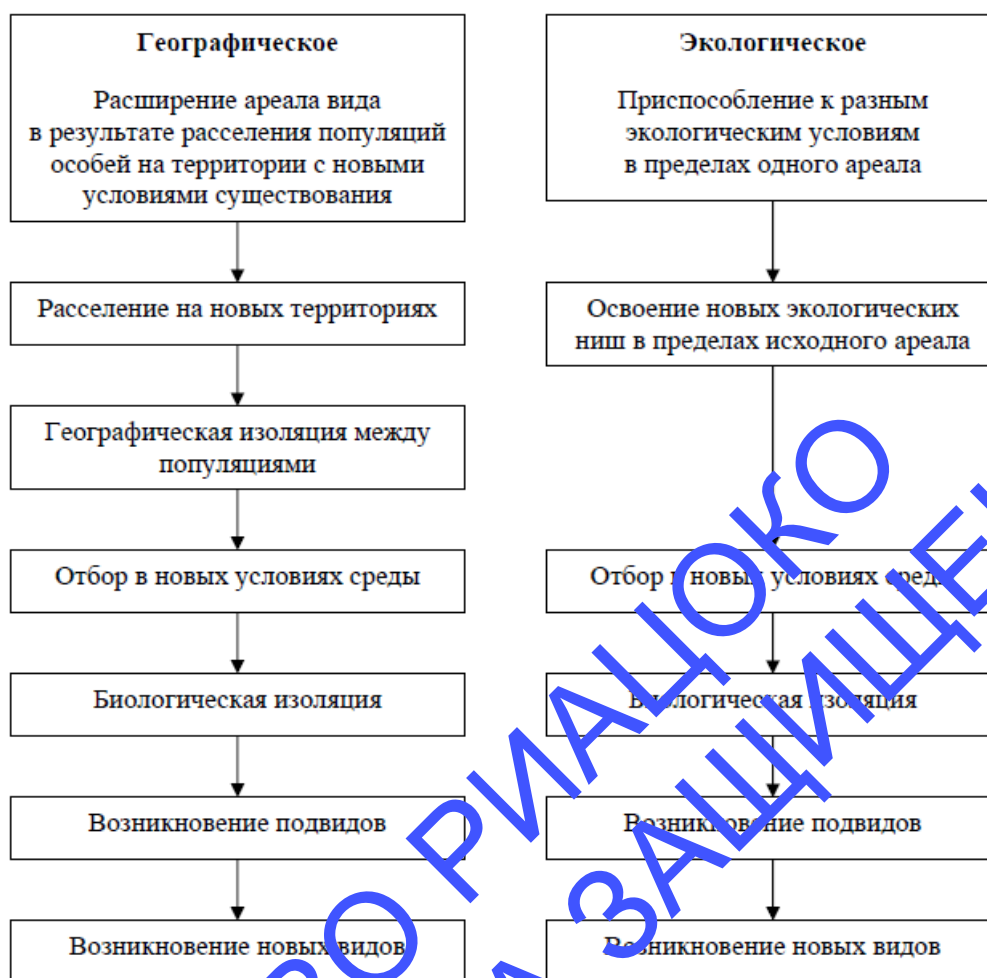 Географическое
Расширение ареала вида
в результате расселения популяций
особей на территории с новыми
условиями существования
Расселение на новых территориях
Географическая изоляция между
популяциями
Отбор в новых условиях среды
Биологическая изоляция
Возникновение подвидов
Возникновение новых видов
Экологическое
Приспособление к разным
экологическим условиям
в пределах одного ареала
Освоение новых экологических
ниш в пределах исходного ареала
Отбор в новых условиях среды
Биологическая изоляция
Возникновение подвидов
Возникновение новых видов
РИАЦОКО